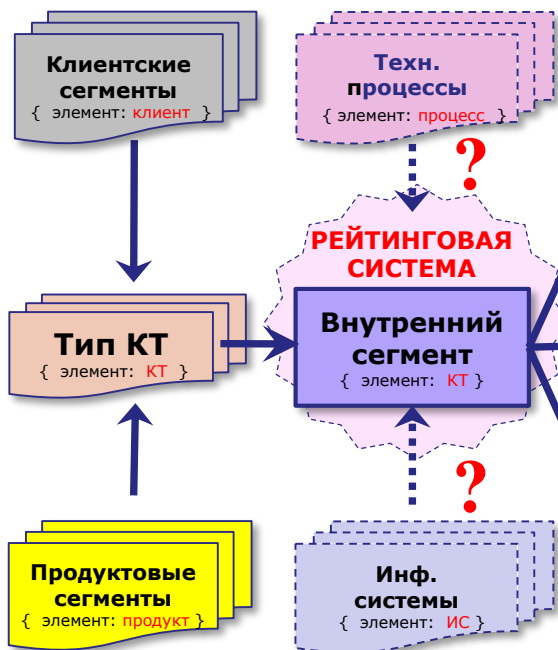 Клиентские
сегменты
{ элемент: клиент }
Техн.
процессы
{ элемент: процесс }
?
РЕЙТИНГОВАЯ
СИСТЕМА
Тип КТ
{ элемент: КТ }
Внутренний
сегмент
{ элемент: КТ }
?
Продуктовые
сегменты
{ элемент: продукт }
Инф.
системы
{ элемент: ИС }